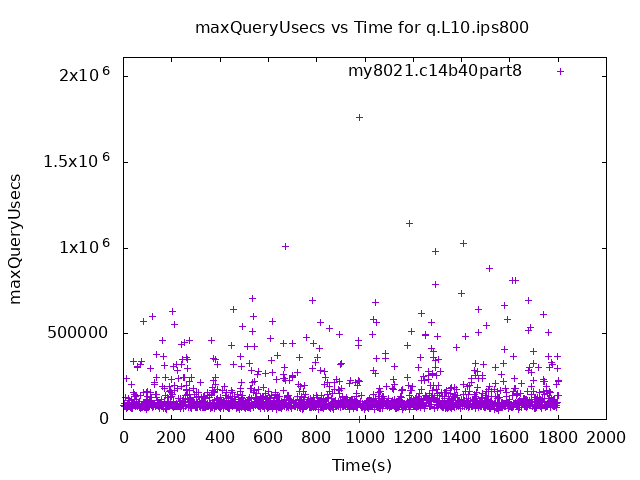 maxQueryUsecs vs Time for q.L10.ips800
my8021.c14b40part8
2x10^6
1.5x10^6
1x10^6
500000
0
maxQueryUsecs
0 200 400 600 800 1000 1200 1400 1600 1800 2000
Time(s)